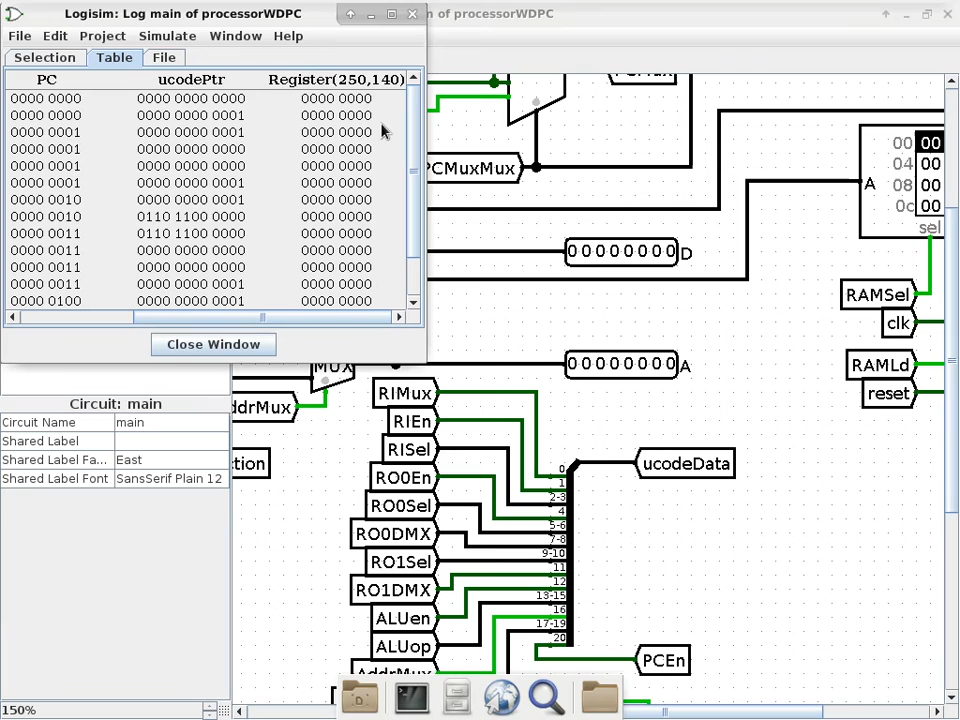 Logisim: Log main of processorWDPC
n of processorWDPC
File Edit Project Simulate Window Help
Selection Table File
PC ucodePtr Register(250,140)
0000 0000 0000 0000 0000 0000 0000
0000 0000 0000 0000 0001 0000 0000
0000 0001 0000 0000 0001 0000 0000
0000 0001 0000 0000 0000 0000 0000
0000 0001 0000 0000 0000 0000 0000
0000 0001 0000 0000 0001 0000 0000
0000 0010 0000 0000 0001 0000 0000
0000 0010 0110 1100 0000 0000 0000
0000 0011 0110 1100 0000 0000 0000
0000 0011 0000 0000 0000 0000 0000
0000 0011 0000 0000 0000 0000 0000
0000 0011 0000 0000 0001 0000 0000
0000 0100 0000 0000 0001 0000 0000
Close Window
PCMuxMux
00 00
04 00
08 00
0c 00
A
sel
00000000 D
RAMSel
clk
00000000 A
RAMLd
reset
MUX
ddrMux
Circuit: main
Circuit Name main
Shared Label
Shared Label Fa... East
Shared Label Font SansSerif Plain 12
ction
RIMux
RIEn
RISel
RO0En
RO0Sel
RO0DMX
RO1Sel
RO1DMX
ALUen
ALUop
AddrMux
0
1
2-3
4
5-6
7-8
9-10
11
12
13-15
16
17-19
20
ucodeData
PCEn
150%